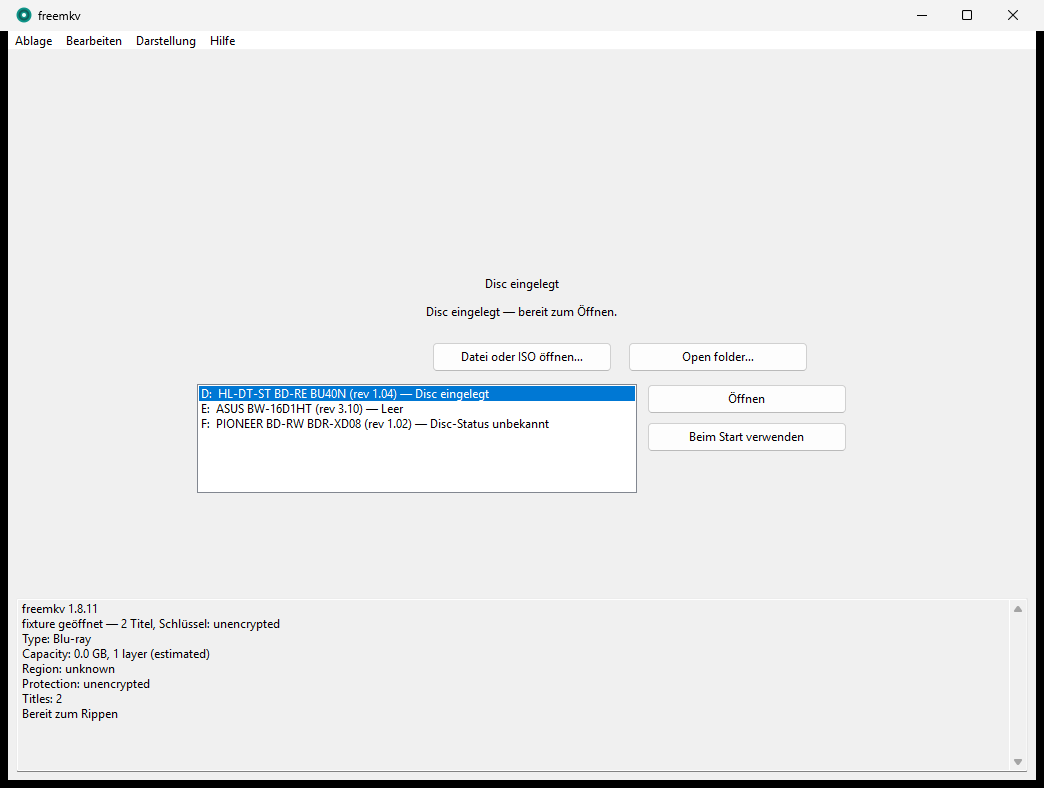 freemkv
Ablage Bearbeiten Darstellung Hilfe
Disc eingelegt
Disc eingelegt — bereit zum Öffnen.
Datei oder ISO öffnen... Open folder...
D: HL-DT-ST BD-RE BU40N (rev 1.04) — Disc eingelegt
E: ASUS BW-16D1HT (rev 3.10) — Leer
F: PIONEER BD-RW BDR-XD08 (rev 1.02) — Disc-Status unbekannt
Öffnen
Beim Start verwenden
freemkv 1.8.11
fixture geöffnet — 2 Titel, Schlüssel: unencrypted
Type: Blu-ray
Capacity: 0.0 GB, 1 layer (estimated)
Region: unknown
Protection: unencrypted
Titles: 2
Bereit zum Rippen